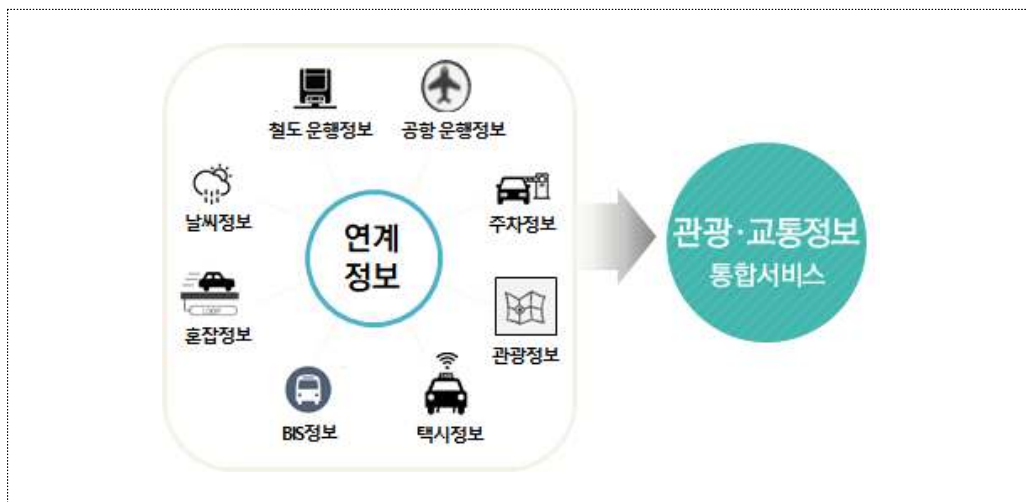 철도 운행정보
공항 운행정보
날씨정보
주차정보
연계
정보
관광·교통정보
통합서비스
혼잡정보
관광정보
BIS정보
택시정보